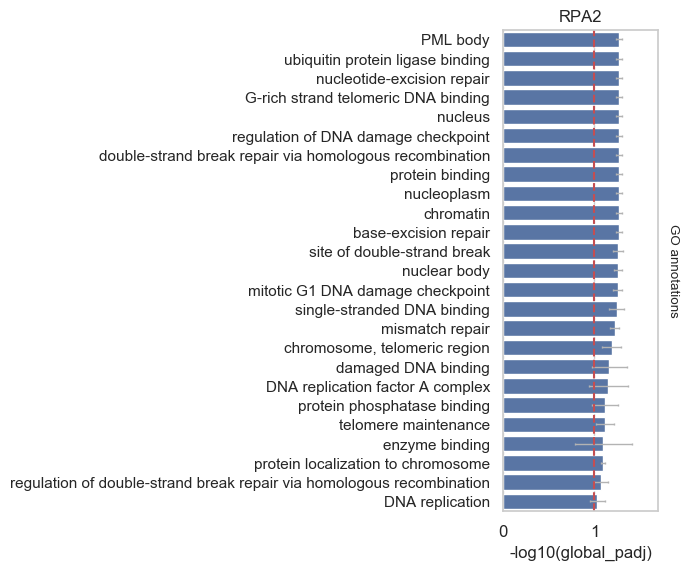 RPA2
PML body
ubiquitin protein ligase binding
nucleotide-excision repair
G-rich strand telomeric DNA binding
nucleus
regulation of DNA damage checkpoint
double-strand break repair via homologous recombination
protein binding
nucleoplasm
chromatin
base-excision repair
site of double-strand break
nuclear body
mitotic G1 DNA damage checkpoint
single-stranded DNA binding
mismatch repair
chromosome, telomeric region
damaged DNA binding
DNA replication factor A complex
protein phosphatase binding
telomere maintenance
enzyme binding
protein localization to chromosome
regulation of double-strand break repair via homologous recombination
DNA replication
GO annotations
0 1
-log10(global_padj)